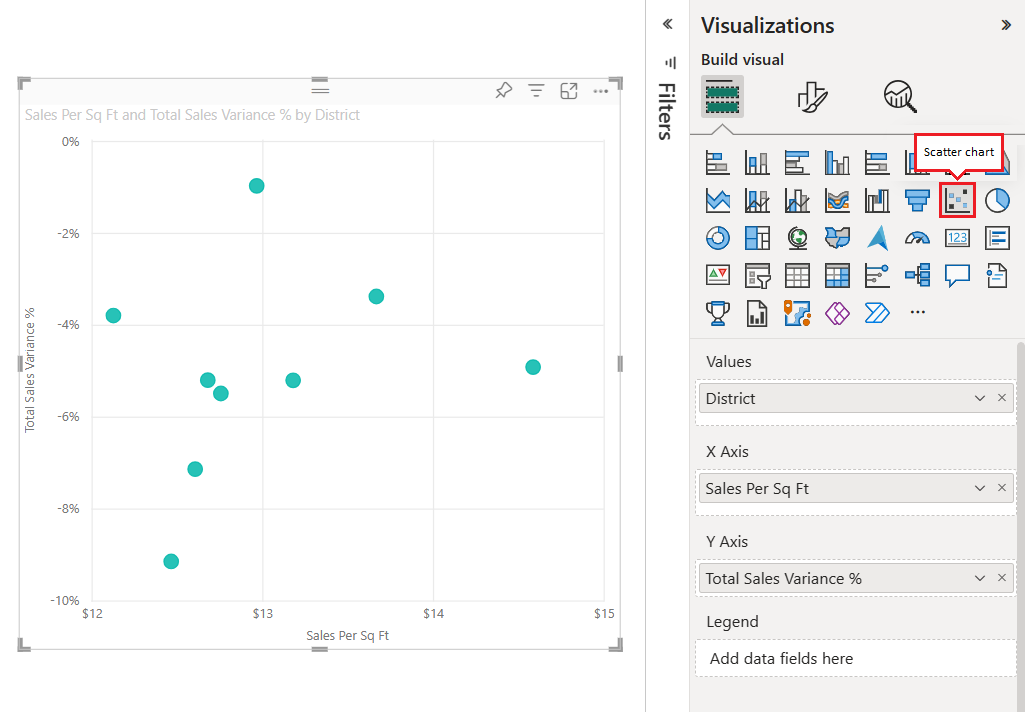 Sales Per Sq Ft and Total Sales Variance % by District
0%
-2%
-4%
-6%
-8%
-10%
Total Sales Variance %
$12
$13
$14
$15
Sales Per Sq Ft
Filters
Visualizations
Build visual
Scatter chart
123
Values
District
X Axis
Sales Per Sq Ft
Y Axis
Total Sales Variance %
Legend
Add data fields here